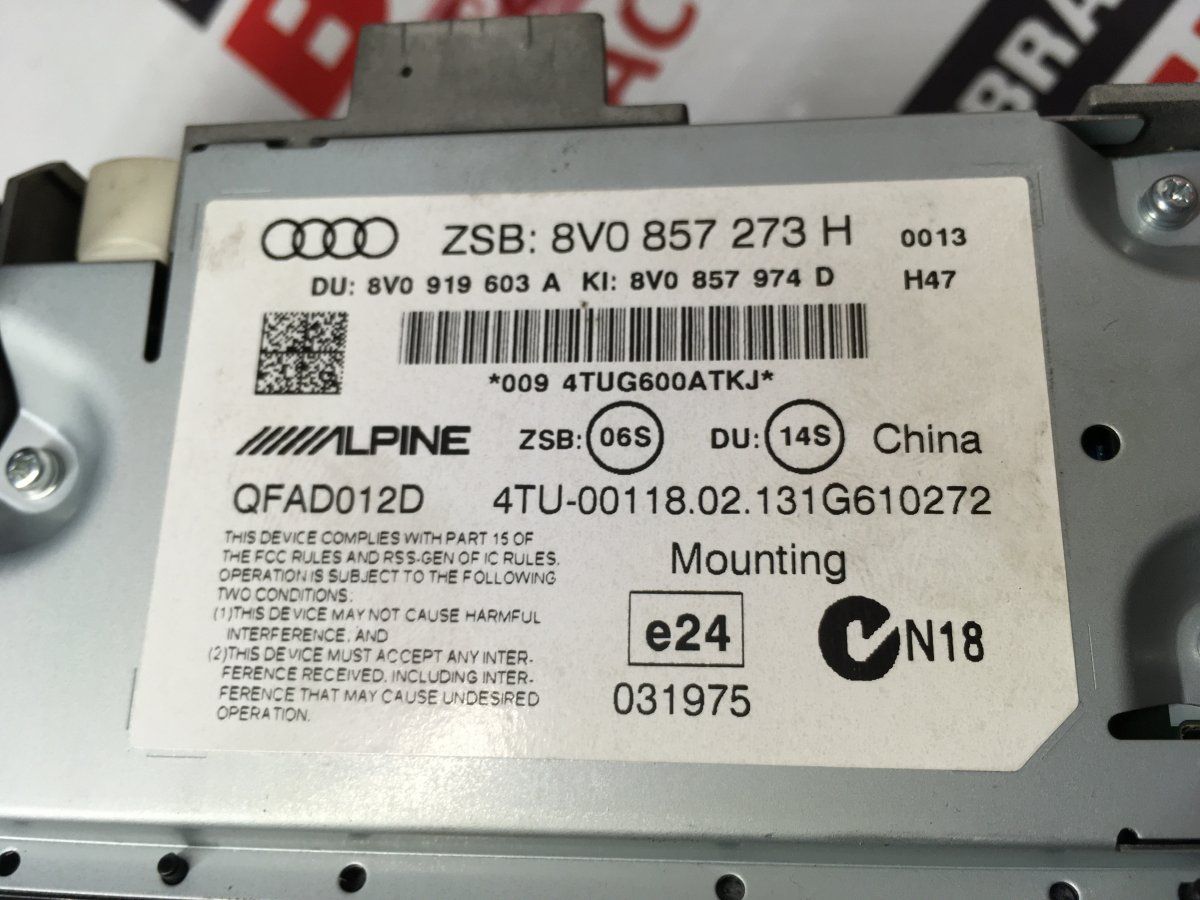 ZSB: 8V0 857 273 H 0013
DU: 8V0 919 603 A KI: 8V0 857 974 D H47
*009 4TUG600ATKJ*
ALPINE ZSB: 06S DU: 14S China
QFAD012D 4TU-00118.02.131G610272
THIS DEVICE COMPLIES WITH PART 15 OF
THE FCC RULES AND RSS-GEN OF IC RULES.
OPERATION IS SUBJECT TO THE FOLLOWING
TWO CONDITIONS:
(1)THIS DEVICE MAY NOT CAUSE HARMFUL
INTERFERENCE, AND
(2)THIS DEVICE MUST ACCEPT ANY INTER-
FERENCE RECEIVED, INCLUDING INTER-
FERENCE THAT MAY CAUSE UNDESIRED
OPERATION.
Mounting
e24
N18
031975